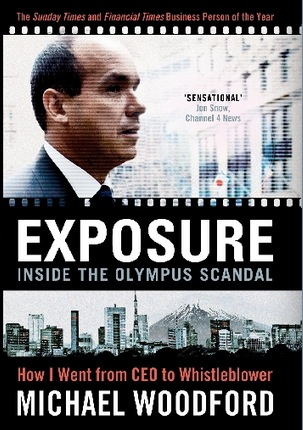 The Sunday Times and Financial Times Business Person of the Year
'SENSATIONAL'
Jon Snow,
Channel 4 News
EXPOSURE
INSIDE THE OLYMPUS SCANDAL
How I Went from CEO to Whistleblower
MICHAEL WOODFORD